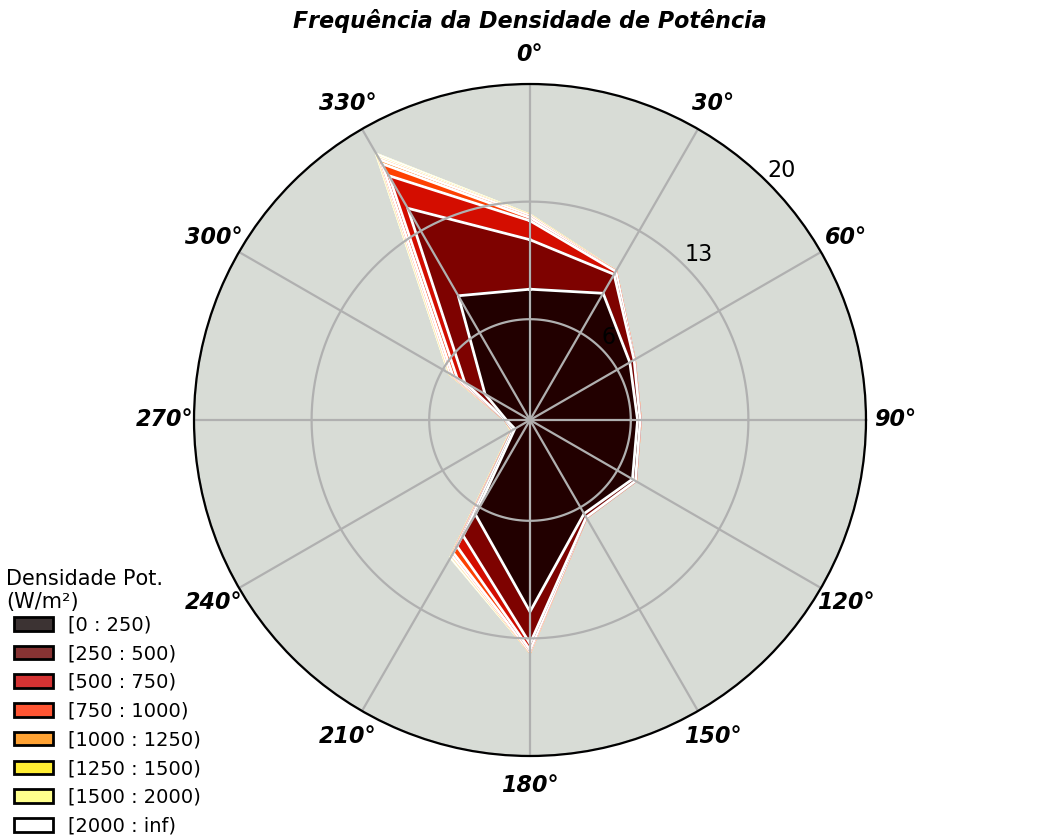 Frequência da Densidade de Potência
0°
330°
30°
20
300°
60°
13
6
270°
90°
Densidade Pot.
(W/m²)
240°
120°
[0 : 250)
[250 : 500)
[500 : 750)
[750 : 1000)
210°
150°
[1000 : 1250)
[1250 : 1500)
180°
[1500 : 2000)
[2000 : inf)